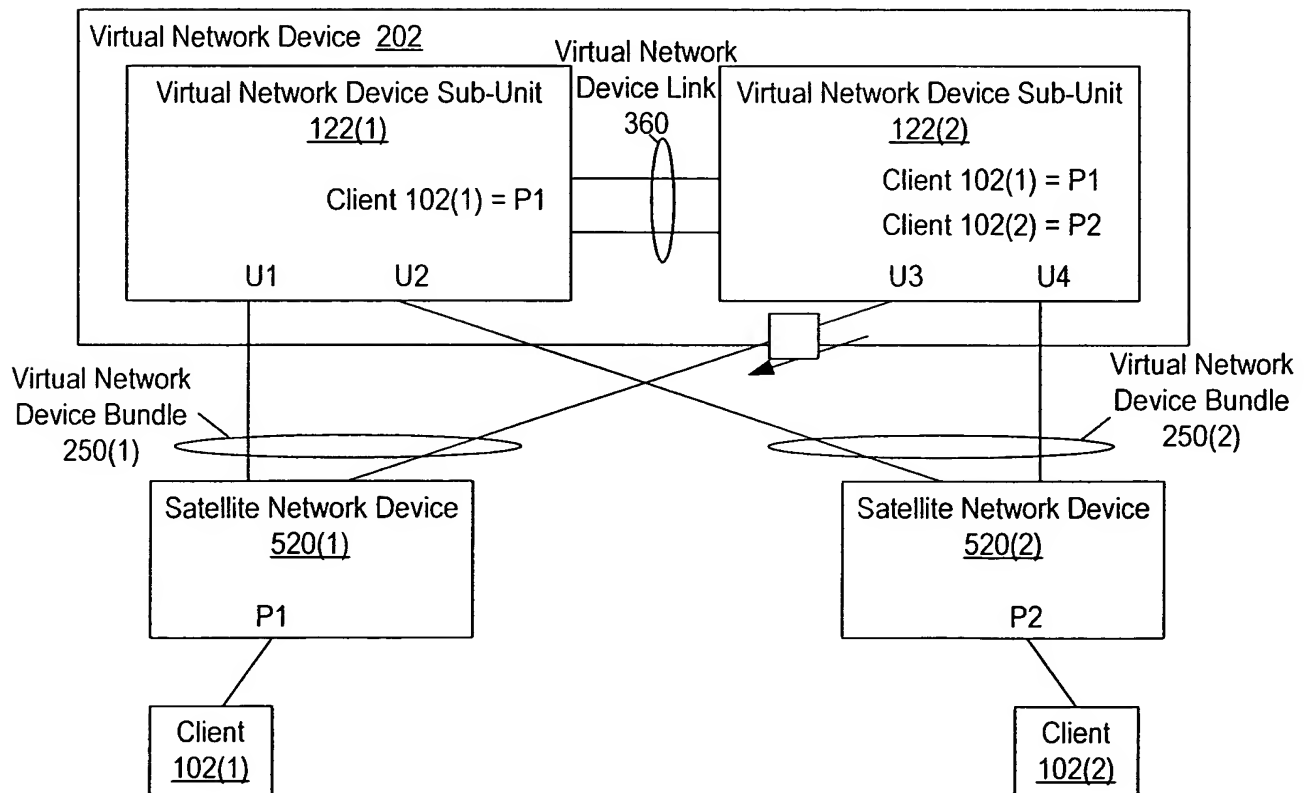 Virtual Network Device 202
Virtual Network
Device Link
360
Virtual Network Device Sub-Unit
122(1)
Client 102(1) = P1
U1 U2
Virtual Network Device Sub-Unit
122(2)
Client 102(1) = P1
Client 102(2) = P2
U3 U4
Virtual Network
Device Bundle
250(1)
Virtual Network
Device Bundle
250(2)
Satellite Network Device
520(1)
P1
Satellite Network Device
520(2)
P2
Client
102(1)
Client
102(2)